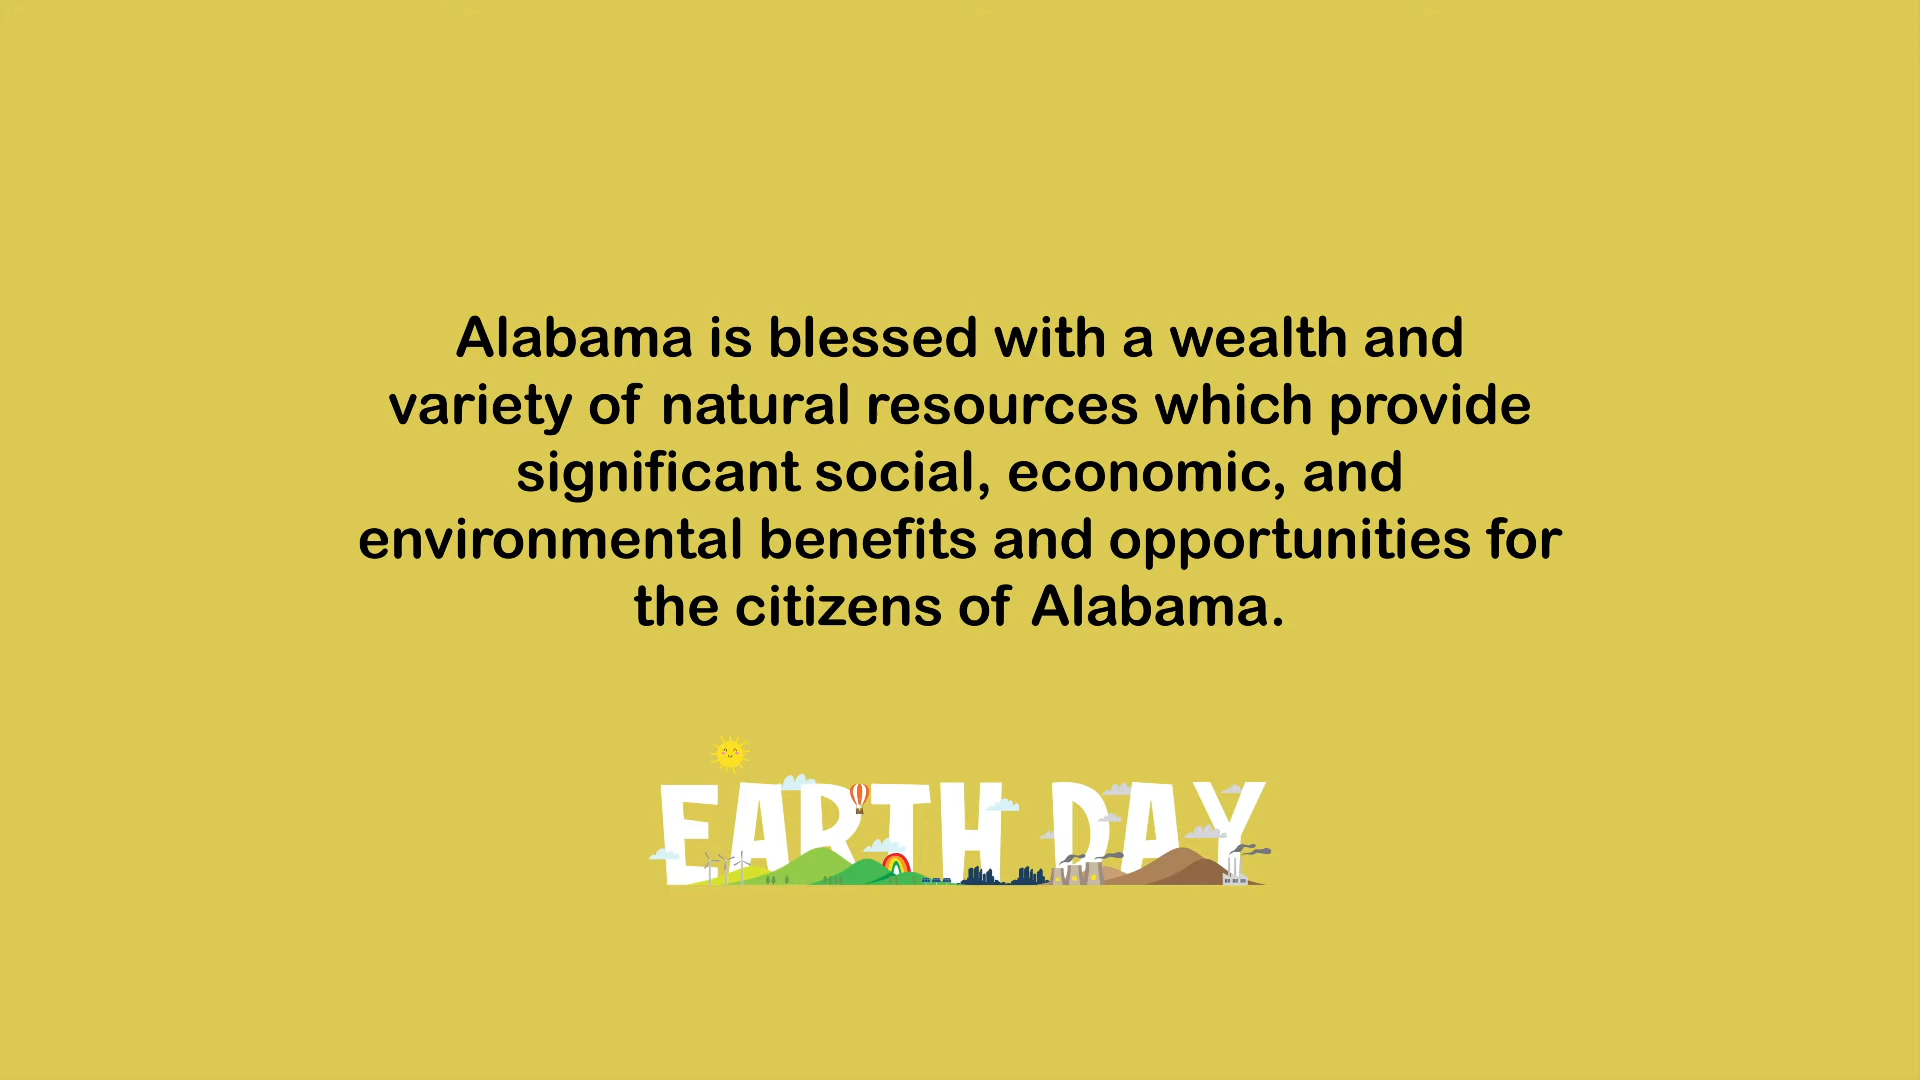 Alabama is blessed with a wealth and
variety of natural resources which provide
significant social, economic, and
environmental benefits and opportunities for
the citizens of Alabama.
EARTH DAY